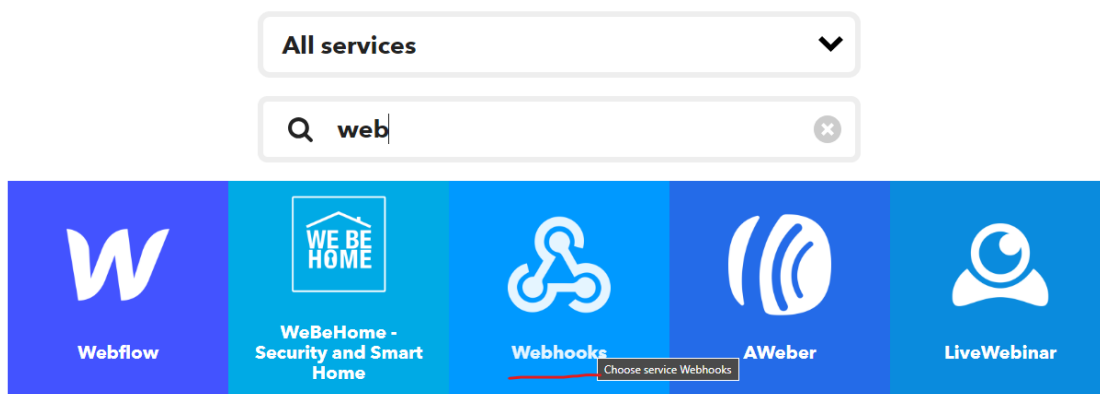 All services
web
WE BE
HOME
Webflow
WeBeHome -
Security and Smart
Home
Webhooks
AWeber
LiveWebinar
Choose service Webhooks